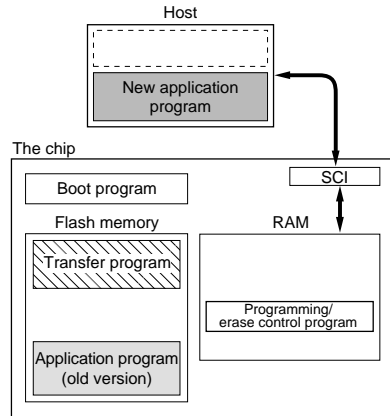 Host
New application
program
The chip
SCI
Boot program
Flash memory
RAM
Transfer program
Programming/
erase control program
Application program
(old version)